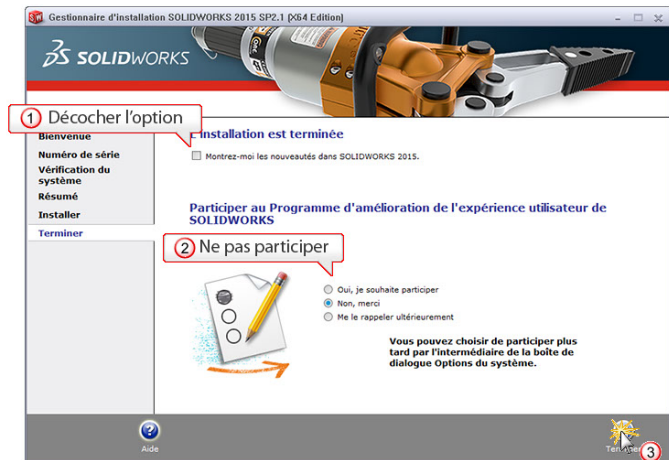 Gestionnaire d'installation SOLIDWORKS 2015 SP2.1 (X64 Edition)
SOLIDWORKS
1 Décocher l'option
Bienvenue
Numéro de série
Vérification du
système
Résumé
Installer
Terminer
L'installation est terminée
Montrez-moi les nouveautés dans SOLIDWORKS 2015.
Participer au Programme d'amélioration de l'expérience utilisateur de
SOLIDWORKS
2 Ne pas participer
Oui, je souhaite participer
Non, merci
Me le rappeler ultérieurement
Vous pouvez choisir de participer plus
tard par l'intermédiaire de la boîte de
dialogue Options du système.
Aide
Terminer
3